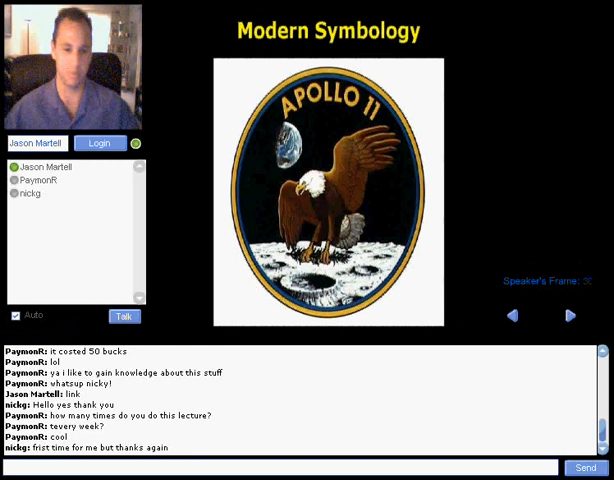 Modern Symbology
APOLLO 11
Jason Martell
Login
Jason Martell
PaymonR
nickg
Speaker's Frame:
Auto
Talk
PaymonR: it costed 50 bucks
PaymonR: lol
PaymonR: ya i like to gain knowledge about this stuff
PaymonR: whatsup nicky!
Jason Martell: link
nickg: Hello yes thank you
PaymonR: how many times do you do this lecture?
PaymonR: tevery week?
PaymonR: cool
nickg: frist time for me but thanks again
Send